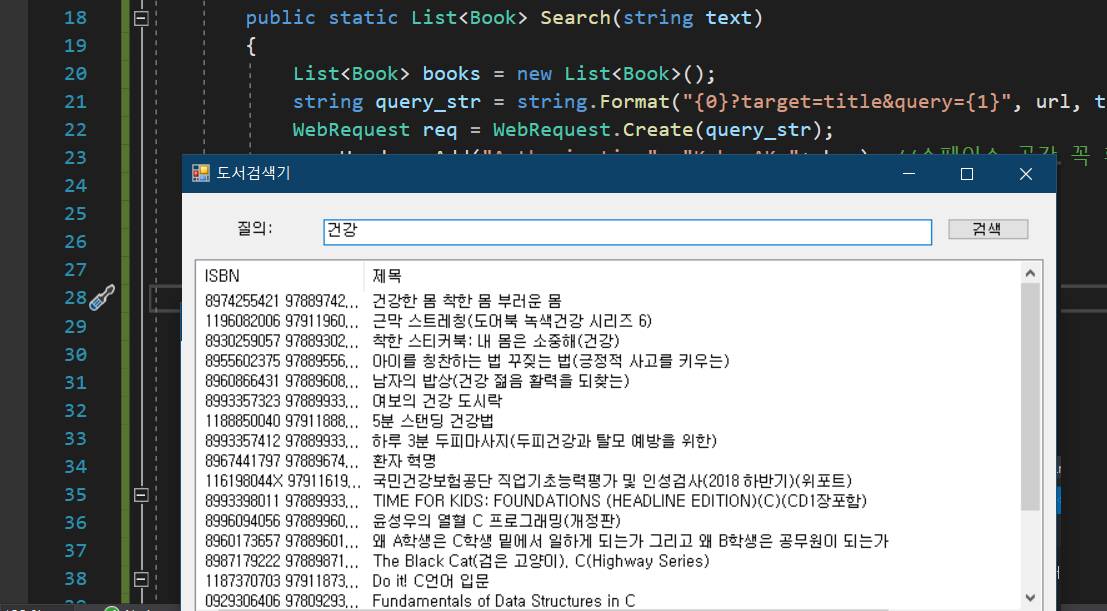 18 public static List<Book> Search(string text)
19 {
20 List<Book> books = new List<Book>();
21 string query_str = string.Format("{0}?target=title&query={1}", url, t
22 WebRequest req = WebRequest.Create(query_str);
23
도서검색기
24
25
질의: 건강 검색
26
27
ISBN 제목
28
8974255421 97889742... 건강한 몸 착한 몸 부러운 몸
29
1196082006 97911960... 근막 스트레칭(도어북 녹색건강 시리즈 6)
8930259057 97889302... 착한 스티커북: 내 몸은 소중해(건강)
30
8955602375 97889556... 아이를 칭찬하는 법 꾸짖는 법(긍정적 사고를 키우는)
31
8960866431 97889608... 남자의 밥상(건강 젊음 활력을 되찾는)
8993357323 97889933... 여보의 건강 도시락
32
1188850040 97911888... 5분 스탠딩 건강법
33
8993357412 97889933... 하루 3분 두피마사지(두피건강과 탈모 예방을 위한)
34
8967441797 97889674... 환자 혁명
116198044X 97911619... 국민건강보험공단 직업기초능력평가 및 인성검사(2018 하반기)(위포트)
35
8993398011 97889933... TIME FOR KIDS: FOUNDATIONS (HEADLINE EDITION)(C)(CD1장포함)
36
8996094056 97889960... 윤성우의 열혈 C 프로그래밍(개정판)
8960173657 97889601... 왜 A학생은 C학생 밑에서 일하게 되는가 그리고 왜 B학생은 공무원이 되는가
37
8987179222 97889871... The Black Cat(검은 고양이), C(Highway Series)
38
1187370703 97911873... Do it! C언어 입문
0929306406 97809293... Fundamentals of Data Structures in C